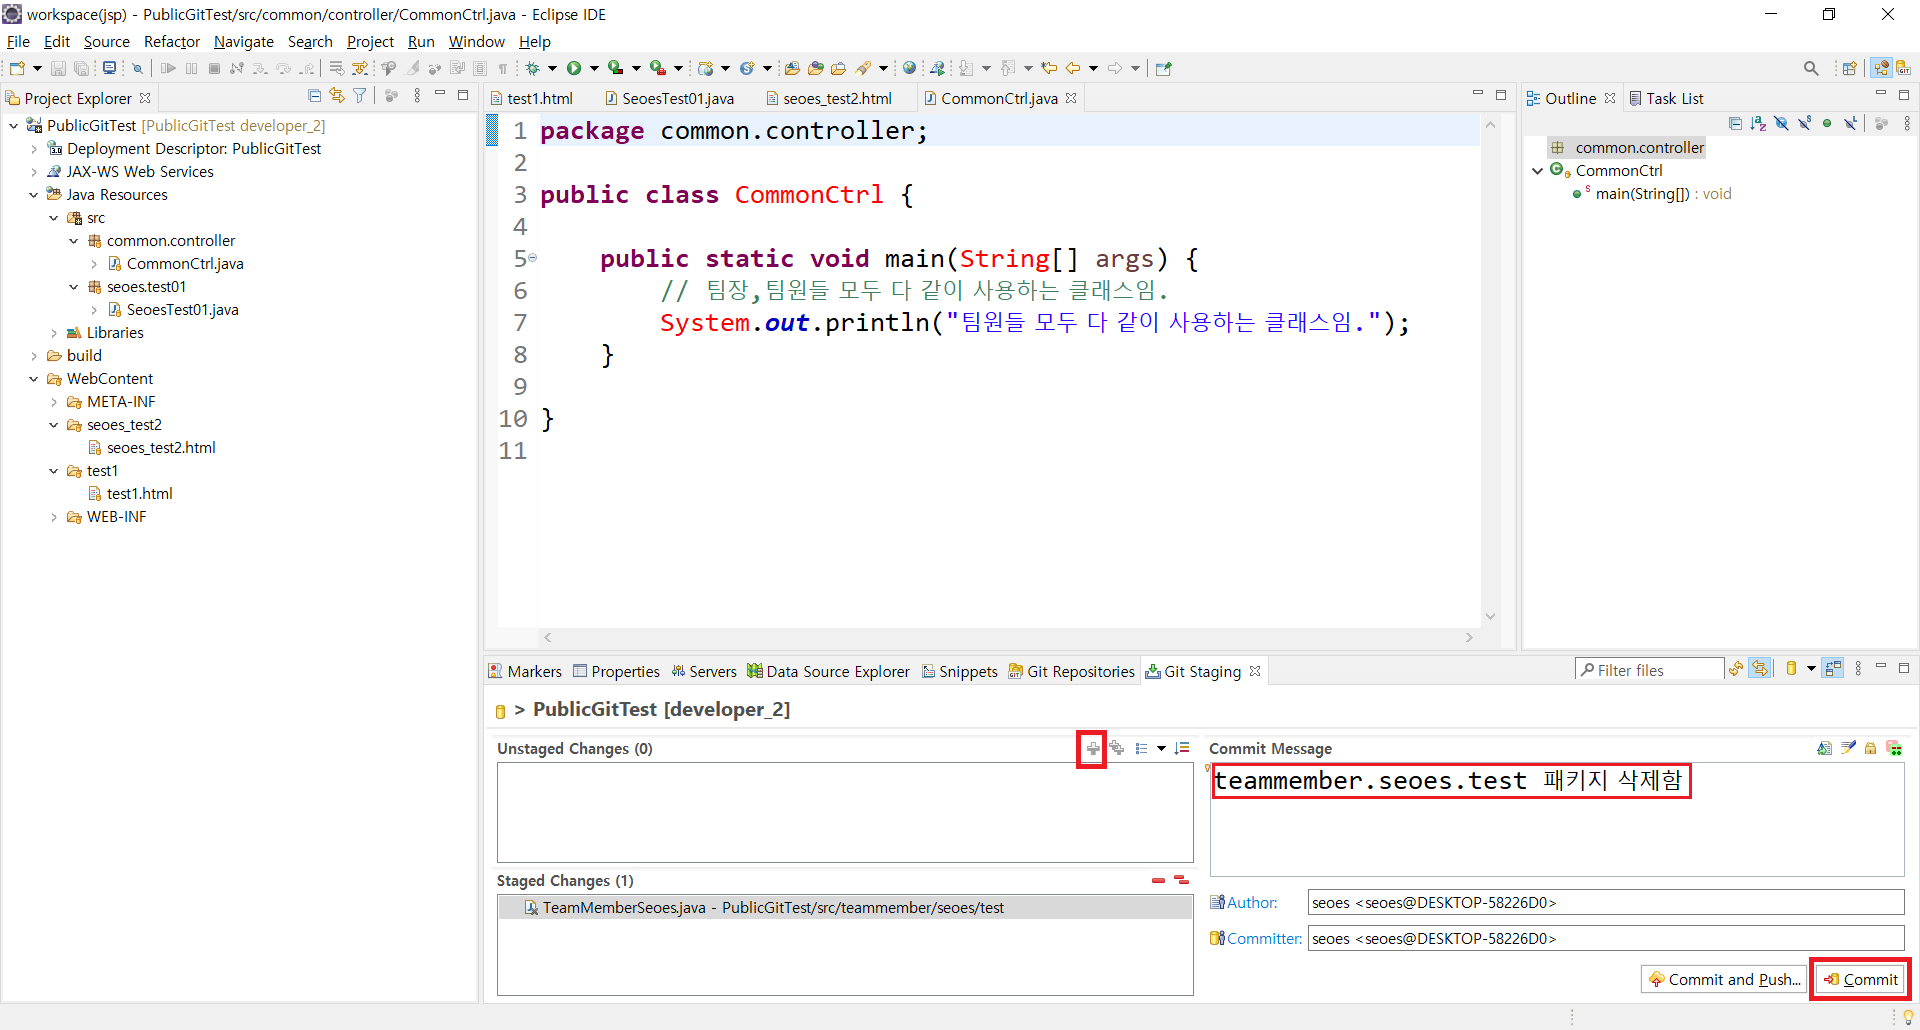 workspace(jsp) - PublicGitTest/src/common/controller/CommonCtrl.java - Eclipse IDE
File Edit Source Refactor Navigate Search Project Run Window Help
Project Explorer
PublicGitTest [PublicGitTest developer_2]
Deployment Descriptor: PublicGitTest
JAX-WS Web Services
Java Resources
src
common.controller
CommonCtrl.java
seoes.test01
SeoesTest01.java
Libraries
build
WebContent
META-INF
seoes_test2
seoes_test2.html
test1
test1.html
WEB-INF
test1.html SeoesTest01.java seoes_test2.html CommonCtrl.java
1 package common.controller;
2
3 public class CommonCtrl {
4
5 public static void main(String[] args) {
6 // 팀장,팀원들 모두 다 같이 사용하는 클래스임.
7 System.out.println("팀원들 모두 다 같이 사용하는 클래스임.");
8 }
9
10 }
11
Outline Task List
common.controller
CommonCtrl
main(String[]) : void
Markers Properties Servers Data Source Explorer Snippets Git Repositories Git Staging
Filter files
> PublicGitTest [developer_2]
Unstaged Changes (0)
Staged Changes (1)
TeamMemberSeoes.java - PublicGitTest/src/teammember/seoes/test
Commit Message
teammember.seoes.test 패키지 삭제함
Author: seoes <seoes@DESKTOP-58226D0>
Committer: seoes <seoes@DESKTOP-58226D0>
Commit and Push... Commit